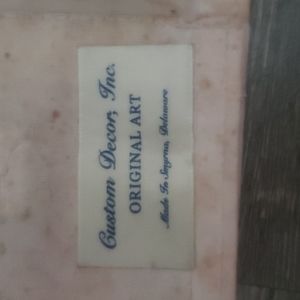 Custom Decor, Inc.
ORIGINAL ART
Made In Smyrna, Delaware